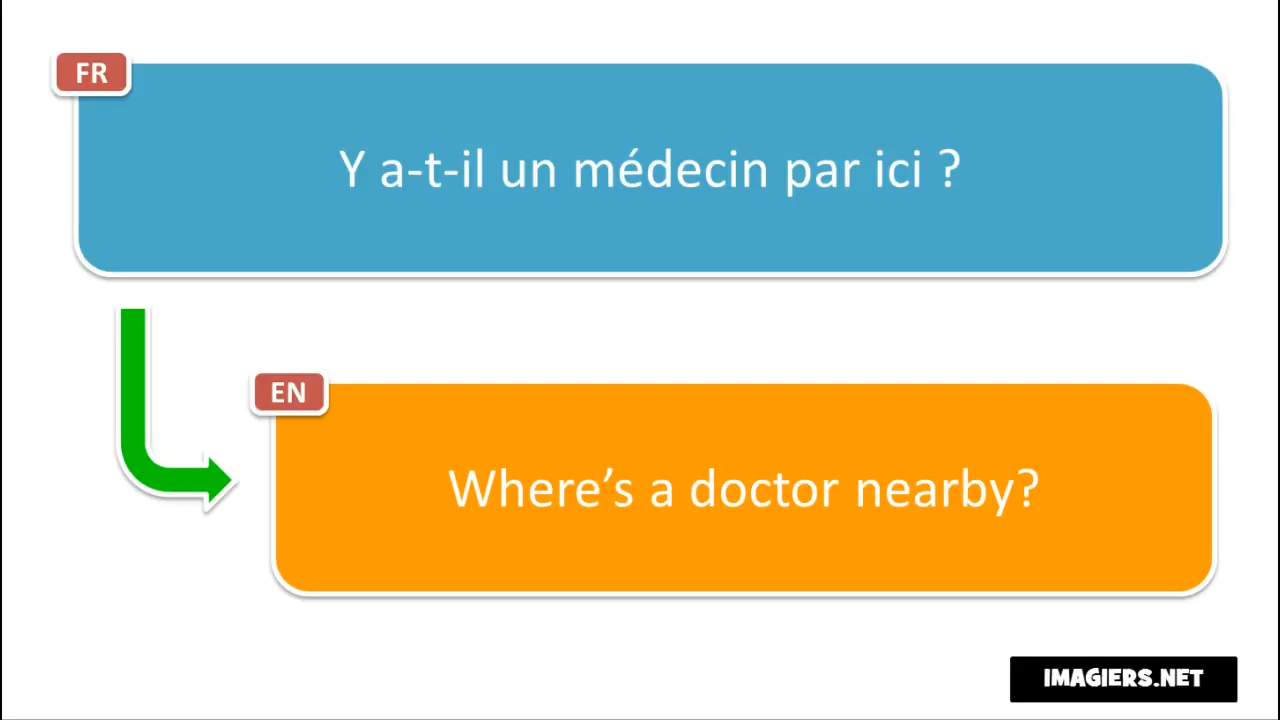 FR
Y a-t-il un médecin par ici ?
EN
Where’s a doctor nearby?
IMAGIERS.NET